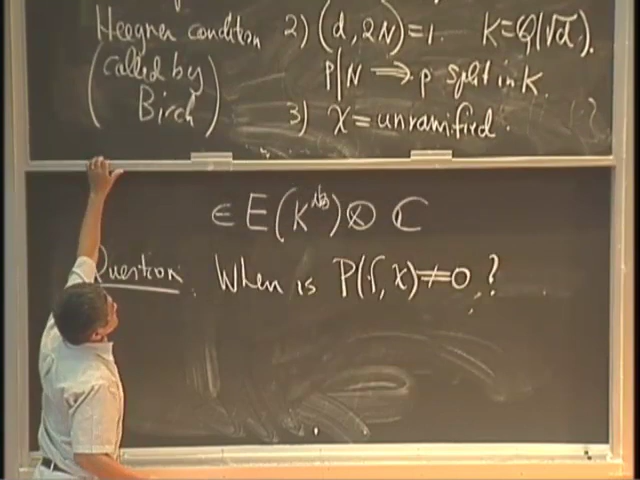 Heegner condition 2) (d, 2N) = 1. K = Q(√d).
(called by Birch) P|N ⟹ p split in K.
3) χ = unramified.
∈ E(K^ab) ⊗ ℂ
Question. When is P(f, χ) ≠ 0 ?